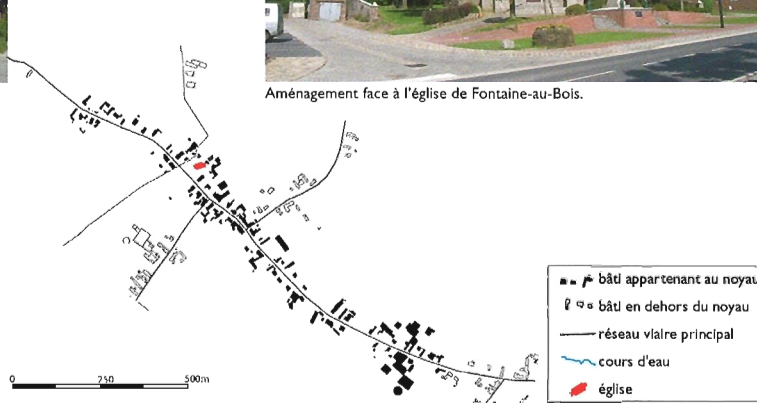 Aménagement face à l'église de Fontaine-au-Bois.
bâti appartenant au noyau
bâti en dehors du noyau
réseau viaire principal
cours d'eau
église
0 250 500m